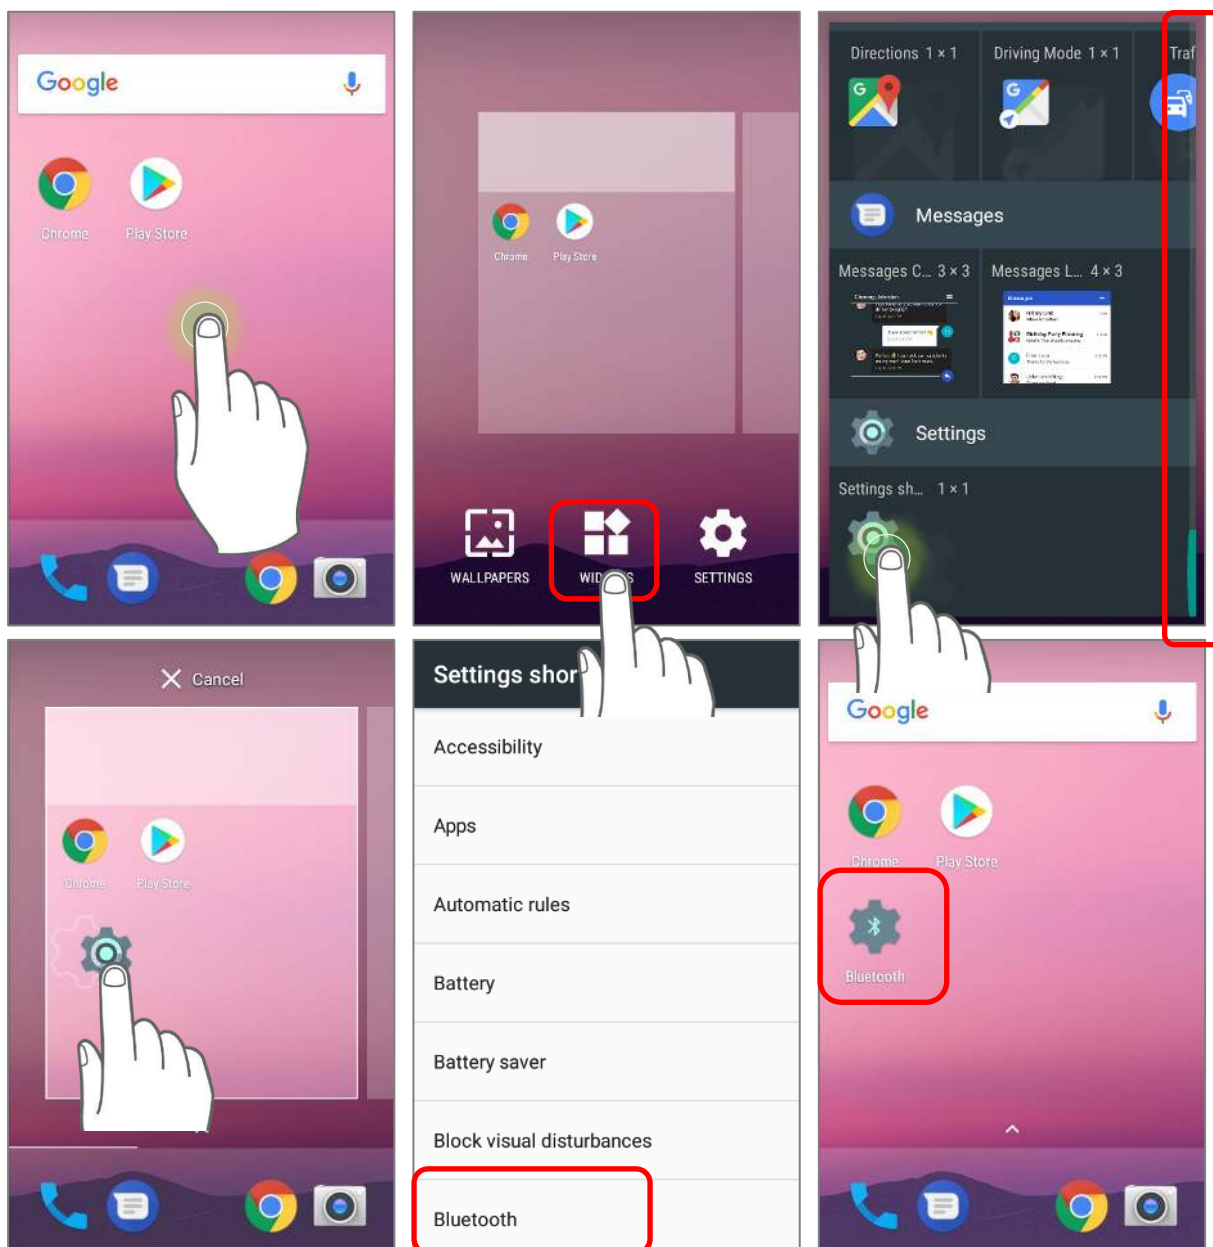 Google
Chrome
Play Store
Chrome
Play Store
WALLPAPERS
SETTINGS
Directions 1 × 1
Driving Mode 1 × 1
Traf
Messages
Messages C... 3 × 3
Messages L... 4 × 3
Settings
Settings sh... 1 × 1
Cancel
Chrome
Play Store
Settings shor
Accessibility
Apps
Automatic rules
Battery
Battery saver
Block visual disturbances
Bluetooth
Google
Chrome
Play Store
Bluetooth